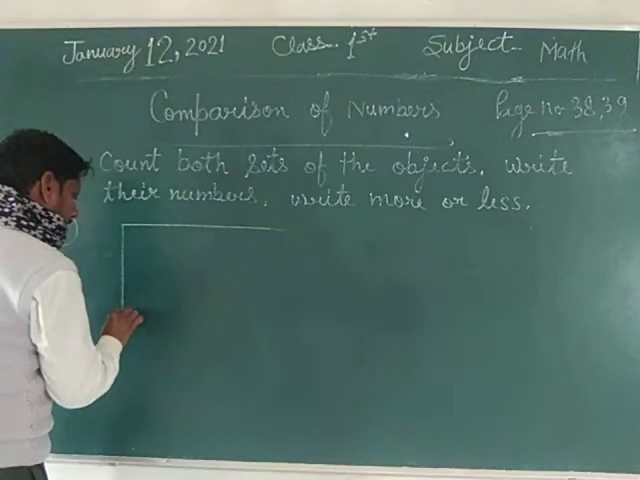 January 12, 2021 Class- 1st Subject- Math
Comparison of Numbers Page no 38, 39
Count both sets of the objects. write
their numbers. write more or less.